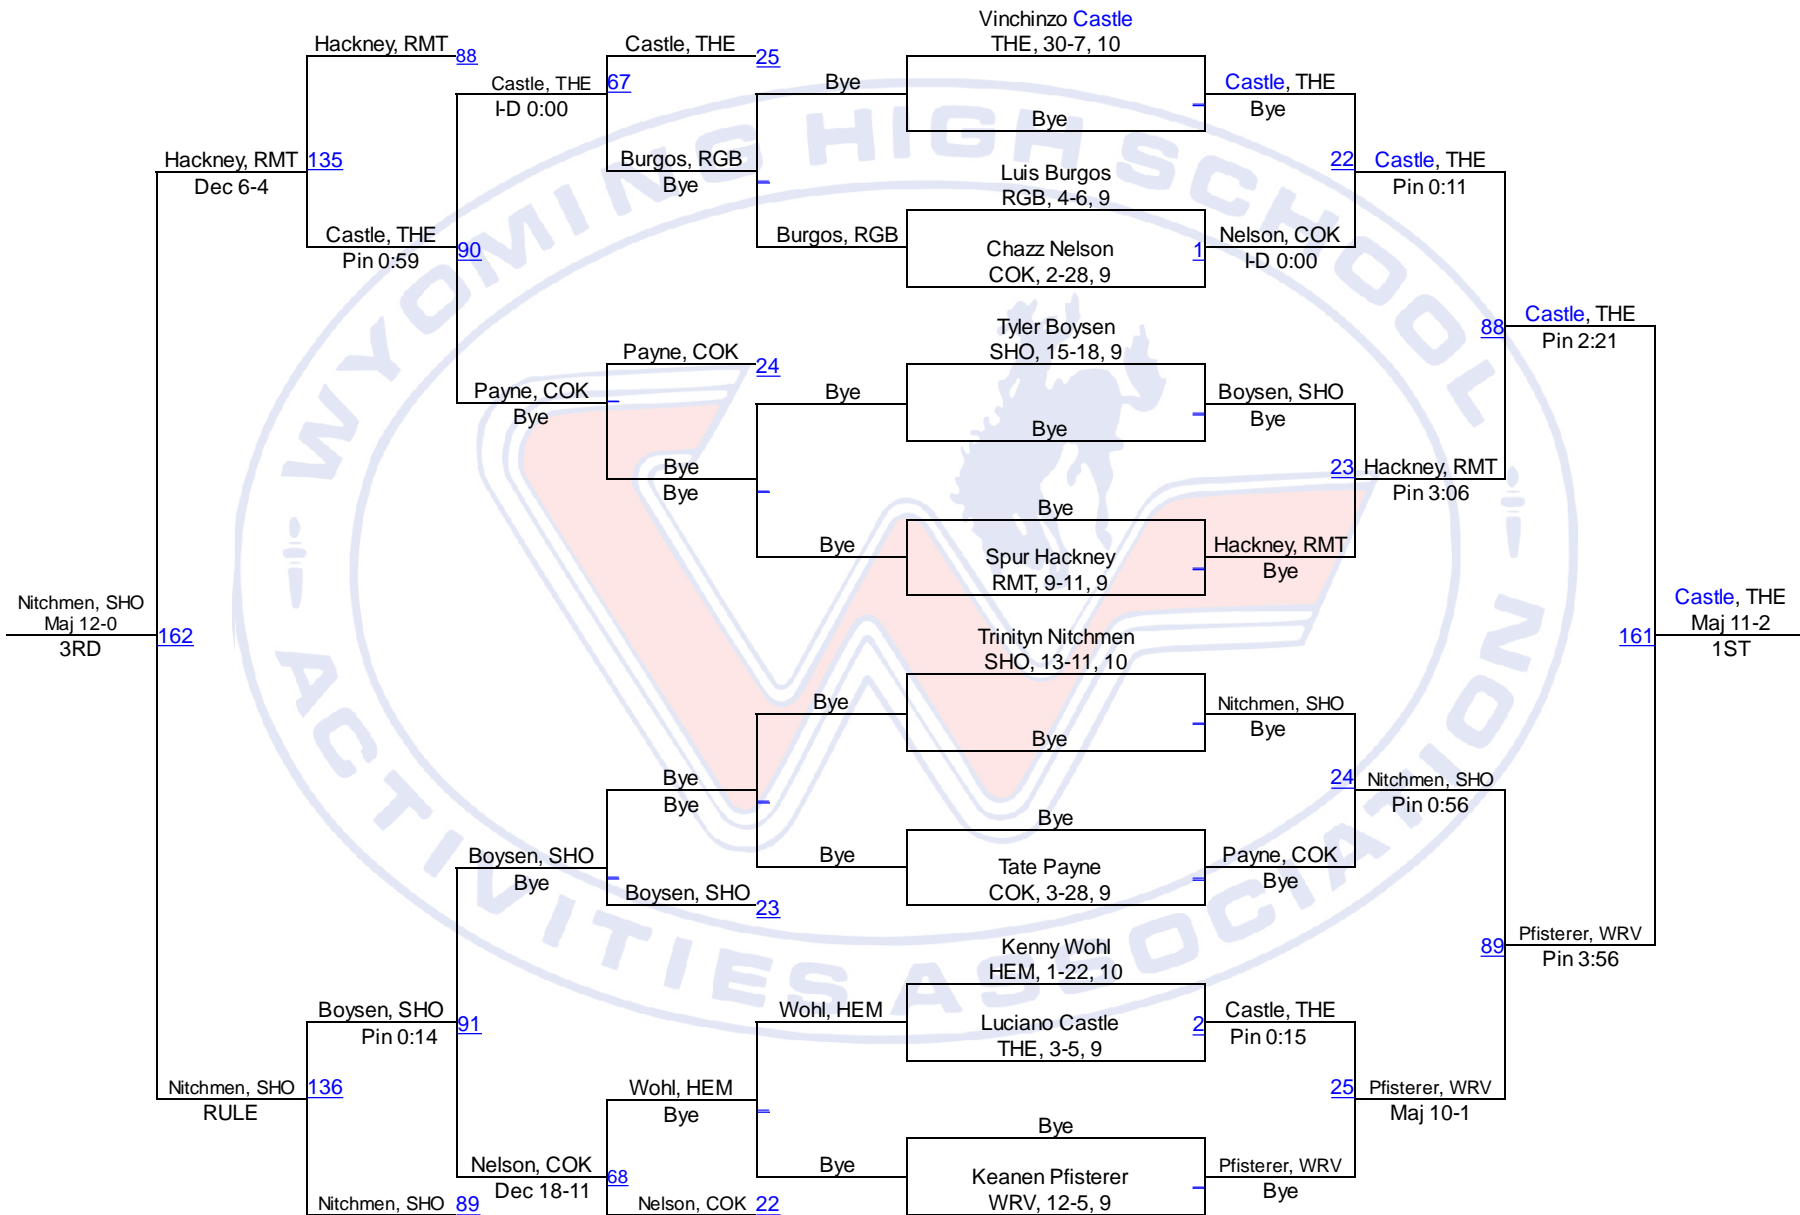 Vinchinzo Castle
Hackney, RMT
Castle, THE
THE, 30-7, 10
88
25
Castle, THE
67
Bye
Castle, THE
I-D 0:00
Bye
Bye
Hackney, RMT
135
Burgos, RGB
22
Castle, THE
Dec 6-4
Bye
Luis Burgos
Pin 0:11
RGB, 4-6, 9
Castle, THE
90
Burgos, RGB
Chazz Nelson
1
Nelson, COK
Pin 0:59
COK, 2-28, 9
I-D 0:00
Tyler Boysen
88
Castle, THE
Payne, COK
24
SHO, 15-18, 9
Pin 2:21
Payne, COK
Bye
Boysen, SHO
Bye
Bye
Bye
Bye
23
Hackney, RMT
Bye
Pin 3:06
Bye
Bye
Spur Hackney
Hackney, RMT
RMT, 9-11, 9
Bye
Nitchmen, SHO
Maj 12-0
162
3RD
Castle, THE
161
Maj 11-2
1ST
Trinityn Nitchmen
SHO, 13-11, 10
Bye
Nitchmen, SHO
Bye
Bye
Bye
24
Nitchmen, SHO
Bye
Pin 0:56
Bye
Boysen, SHO
Bye
Tate Payne
Payne, COK
Bye
COK, 3-28, 9
Bye
Boysen, SHO
23
Kenny Wohl
89
Pfisterer, WRV
HEM, 1-22, 10
Pin 3:56
Boysen, SHO
91
Wohl, HEM
Luciano Castle
2
Castle, THE
Pin 0:14
THE, 3-5, 9
Pin 0:15
Nitchmen, SHO
136
Wohl, HEM
25
Pfisterer, WRV
RULE
Bye
Maj 10-1
Bye
Nelson, COK
68
Bye
Keanen Pfisterer
Pfisterer, WRV
Dec 18-11
WRV, 12-5, 9
Bye
Nitchmen, SHO
89
Nelson, COK
22
WYOMING HIGH SCHOOL
ACTIVITIES ASSOCIATION